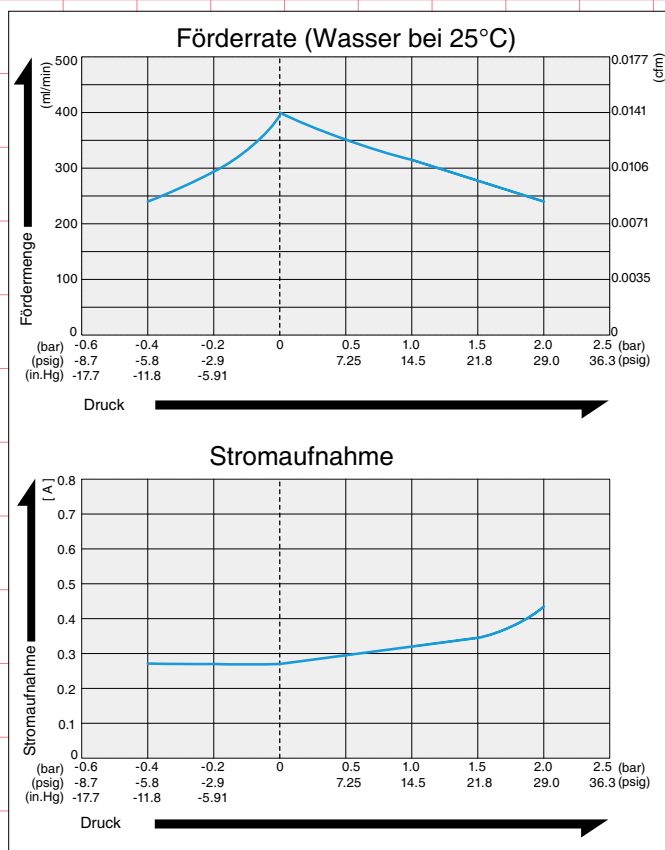 Förderrate (Wasser bei 25°C)
Fördermenge
(ml/min)
500
400
300
200
100
0
(cfm)
0.0177
0.0141
0.0106
0.0071
0.0035
0
(bar) -0.6 -0.4 -0.2 0 0.5 1.0 1.5 2.0 2.5 (bar)
(psig) -8.7 -5.8 -2.9 7.25 14.5 21.8 29.0 36.3 (psig)
(in.Hg) -17.7 -11.8 -5.91
Druck
Stromaufnahme
Stromaufnahme
[ A ]
0.8
0.7
0.6
0.5
0.4
0.3
0.2
0.1
0
(bar) -0.6 -0.4 -0.2 0 0.5 1.0 1.5 2.0 2.5 (bar)
(psig) -8.7 -5.8 -2.9 7.25 14.5 21.8 29.0 36.3 (psig)
(in.Hg) -17.7 -11.8 -5.91
Druck